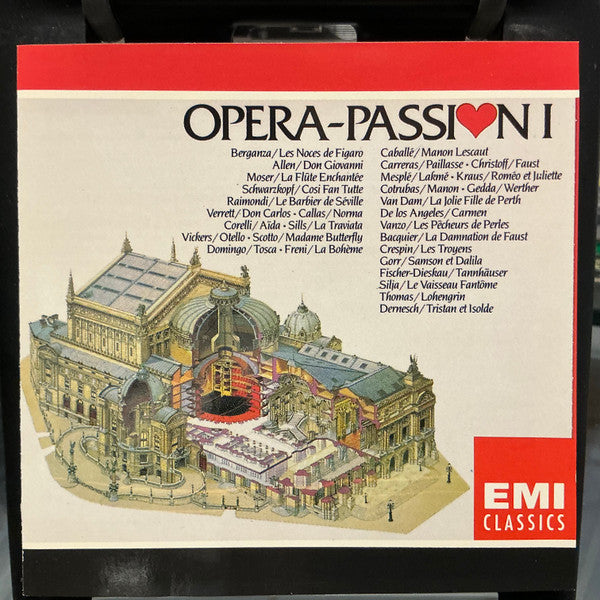 OPERA-PASSI♥N I
Berganza/Les Noces de Figaro
Allen/Don Giovanni
Moser/La Flûte Enchantée
Schwarzkopf/Cosi Fan Tutte
Raimondi/Le Barbier de Séville
Verrett/Don Carlos • Callas/Norma
Corelli/Aïda • Sills/La Traviata
Vickers/Otello • Scotto/Madame Butterfly
Domingo/Tosca • Freni/La Bohème
Caballé/Manon Lescaut
Carreras/Paillasse • Christoff/Faust
Mesplé/Lakmé • Kraus/Roméo et Juliette
Cotrubas/Manon • Gedda/Werther
Van Dam/La Jolie Fille de Perth
De los Angeles/Carmen
Vanzo/Les Pêcheurs de Perles
Bacquier/La Damnation de Faust
Crespin/Les Troyens
Gorr/Samson et Dalila
Fischer-Dieskau/Tannhäuser
Silja/Le Vaisseau Fantôme
Thomas/Lohengrin
Dernesch/Tristan et Isolde
EMI
CLASSICS